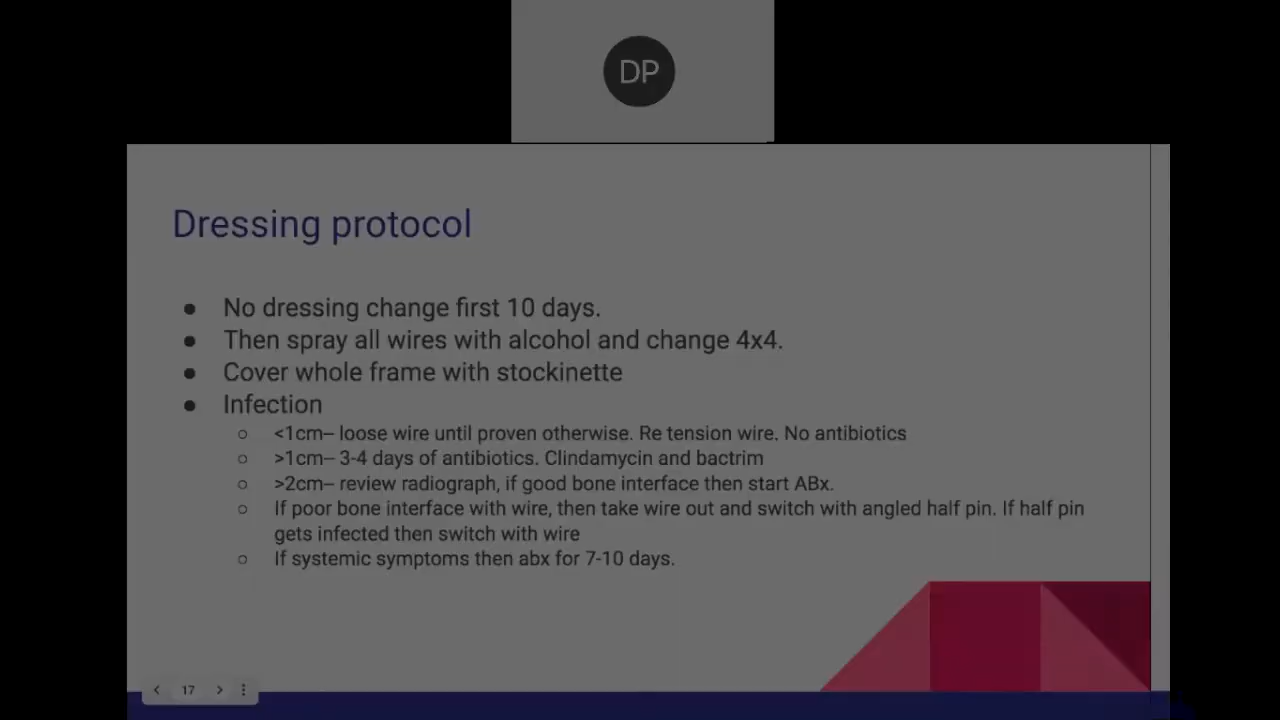 DP
Dressing protocol
● No dressing change first 10 days.
● Then spray all wires with alcohol and change 4x4.
● Cover whole frame with stockinette
● Infection
○ <1cm– loose wire until proven otherwise. Re tension wire. No antibiotics
○ >1cm– 3-4 days of antibiotics. Clindamycin and bactrim
○ >2cm– review radiograph, if good bone interface then start ABx.
○ If poor bone interface with wire, then take wire out and switch with angled half pin. If half pin
gets infected then switch with wire
○ If systemic symptoms then abx for 7-10 days.
17